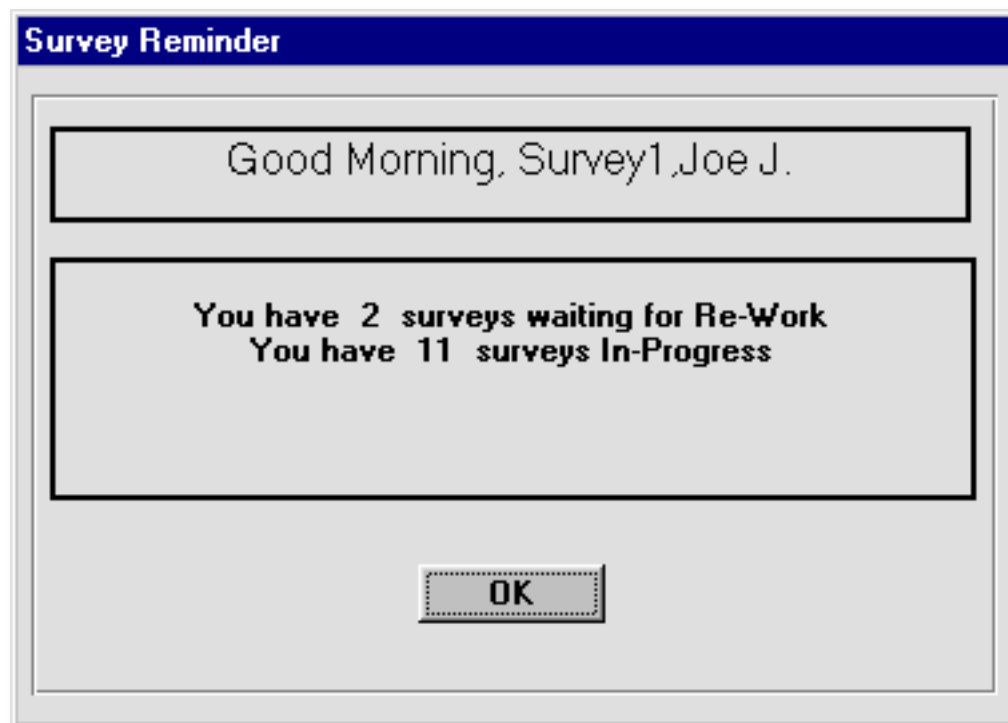 Survey Reminder
Good Morning, Survey1,Joe J.
You have 2 surveys waiting for Re-Work
You have 11 surveys In-Progress
OK